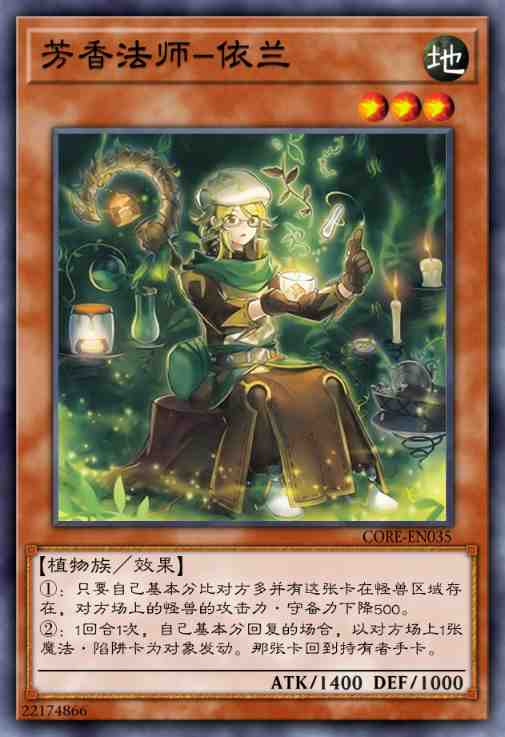 芳香法师-依兰
地
CORE-EN035
【植物族／效果】
①：只要自己基本分比对方多并有这张卡在怪兽区域存
在，对方场上的怪兽的攻击力·守备力下降500。
②：1回合1次，自己基本分回复的场合，以对方场上1张
魔法·陷阱卡为对象发动。那张卡回到持有者手卡。
ATK/1400 DEF/1000
22174866